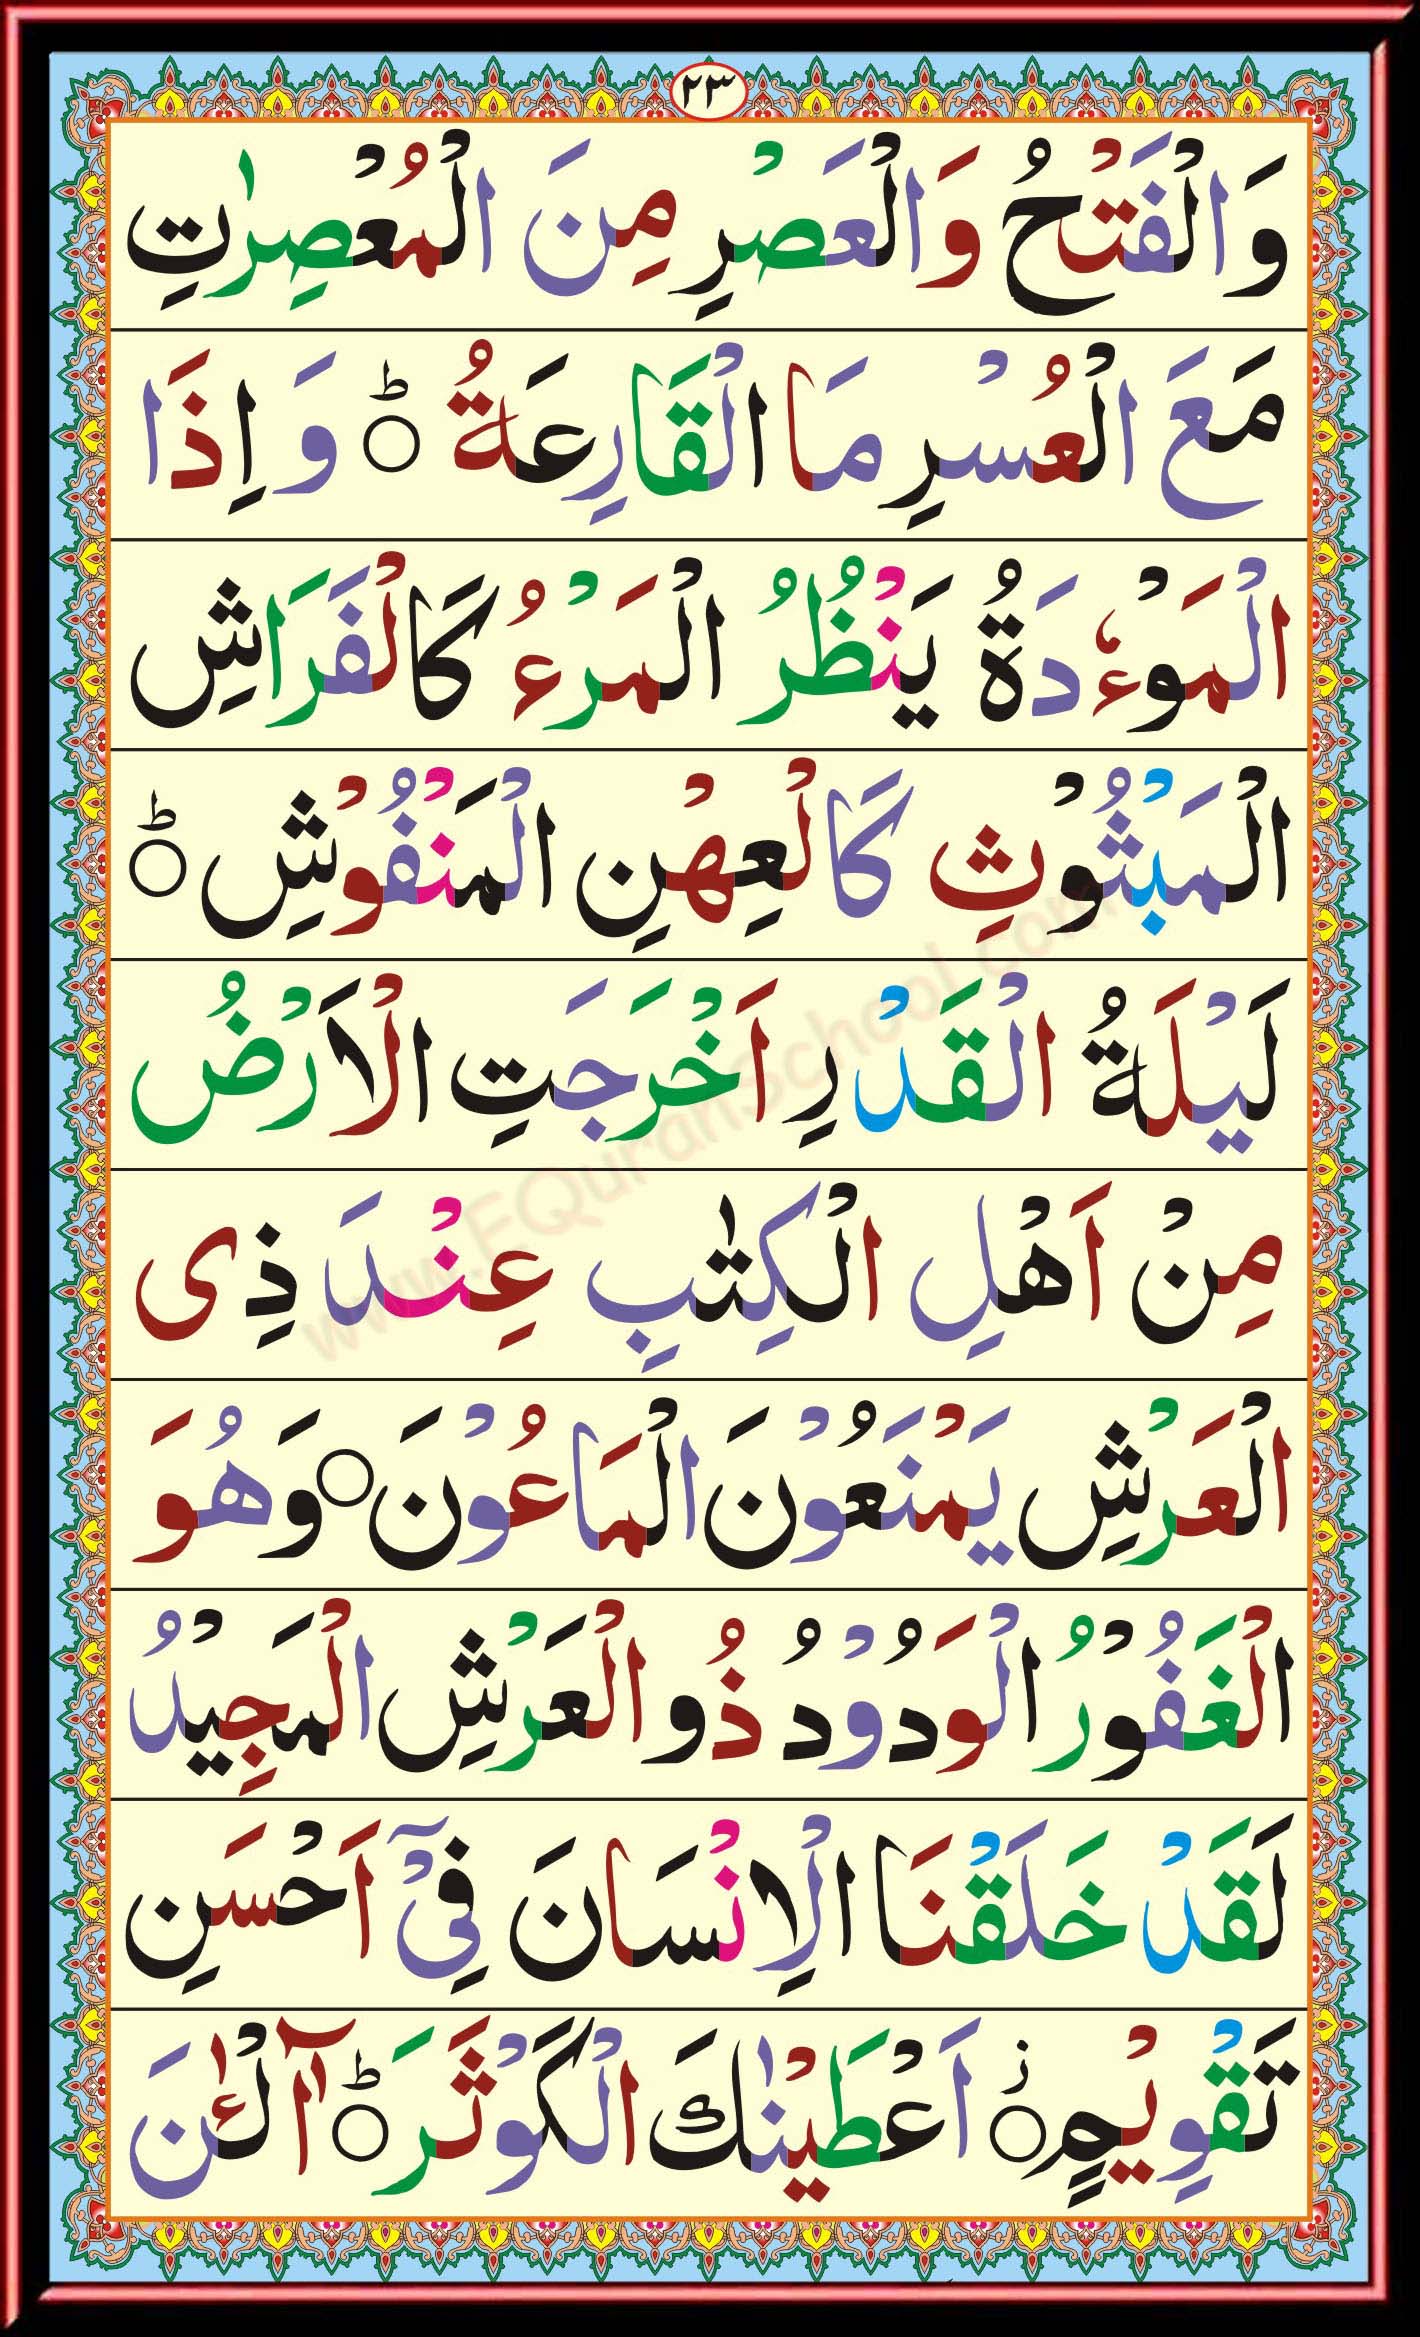 ٢٣
وَالْفَتْحُ وَالْعَصْرِ مِنَ الْمُعْصِرٰتِ
مَعَ الْعُسْرِ مَا الْقَارِعَةُ ؕ○ وَ اِذَا
الْمَوْءٗدَةُ يَنْظُرُ الْمَرْءُ كَالْفَرَاشِ
الْمَبْثُوْثِ كَالْعِهْنِ الْمَنْفُوْشِ ؕ○
لَيْلَةُ الْقَدْرِ اَخْرَجَتِ الْاَرْضُ
مِنْ اَهْلِ الْكِتٰبِ عِنْدَ ذِى
الْعَرْشِ يَمْنَعُوْنَ الْمَاعُوْنَ○ وَهُوَ
الْغَفُوْرُ الْوَدُوْدُ ذُو الْعَرْشِ الْمَجِيْدُ
لَقَدْ خَلَقْنَا الْاِنْسَانَ فِىْۤ اَحْسَنِ
تَقْوِيْمٍ ؗ○ اَعْطَيْنٰكَ الْكَوْثَرَ ؕ○ آٰلْئٰنَ
www.EQuranSchool.com